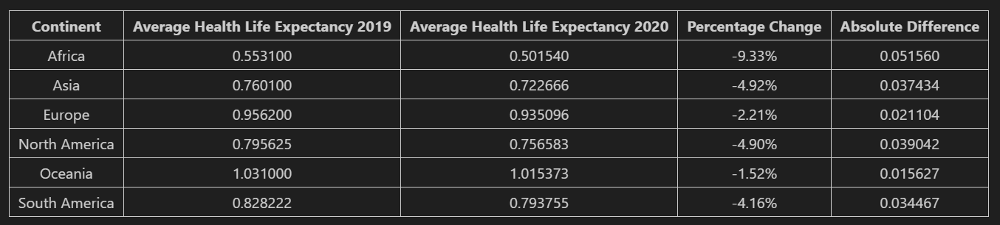 Continent Average Health Life Expectancy 2019 Average Health Life Expectancy 2020 Percentage Change Absolute Difference
Africa 0.553100 0.501540 -9.33% 0.051560
Asia 0.760100 0.722666 -4.92% 0.037434
Europe 0.956200 0.935096 -2.21% 0.021104
North America 0.795625 0.756583 -4.90% 0.039042
Oceania 1.031000 1.015373 -1.52% 0.015627
South America 0.828222 0.793755 -4.16% 0.034467